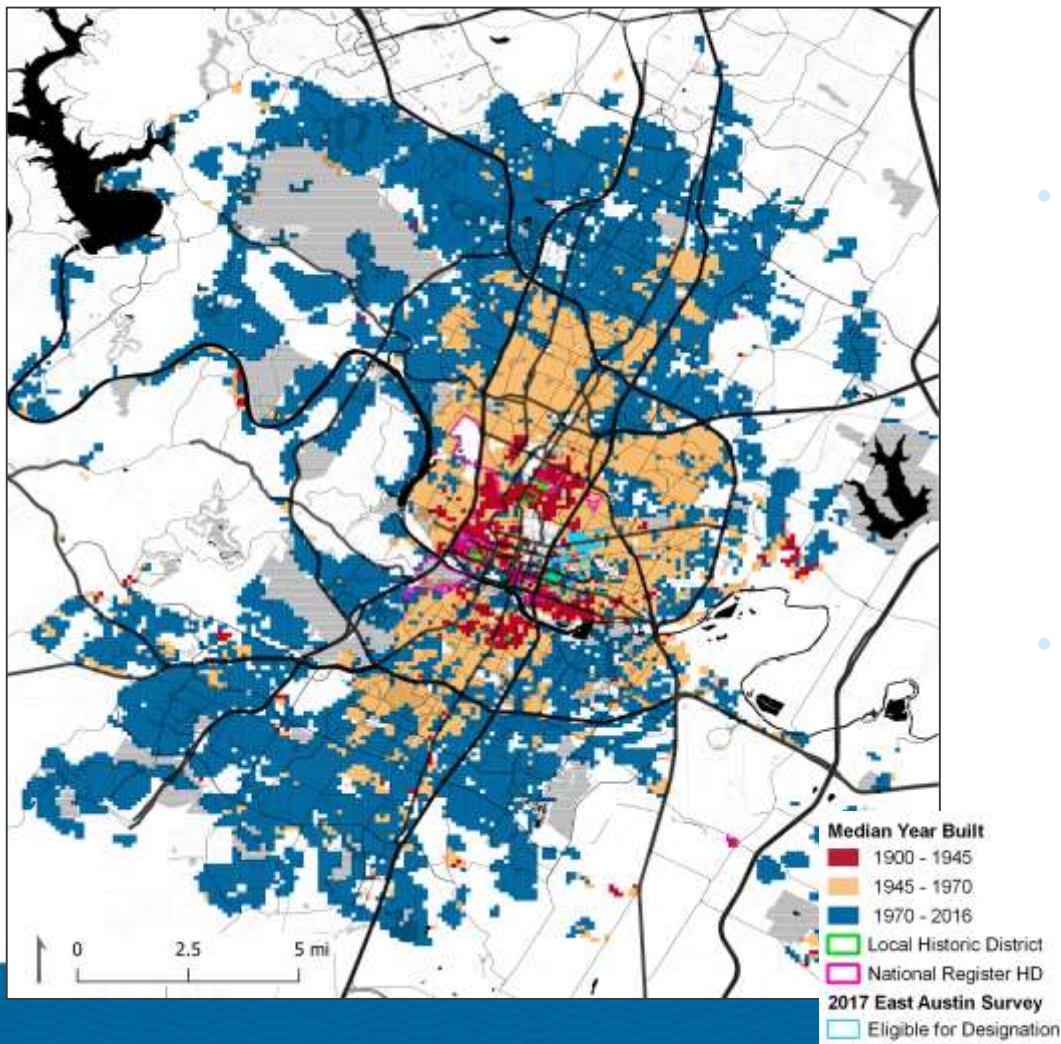 0 2.5 5 mi
Median Year Built
1900 - 1945
1945 - 1970
1970 - 2016
Local Historic District
National Register HD
2017 East Austin Survey
Eligible for Designation